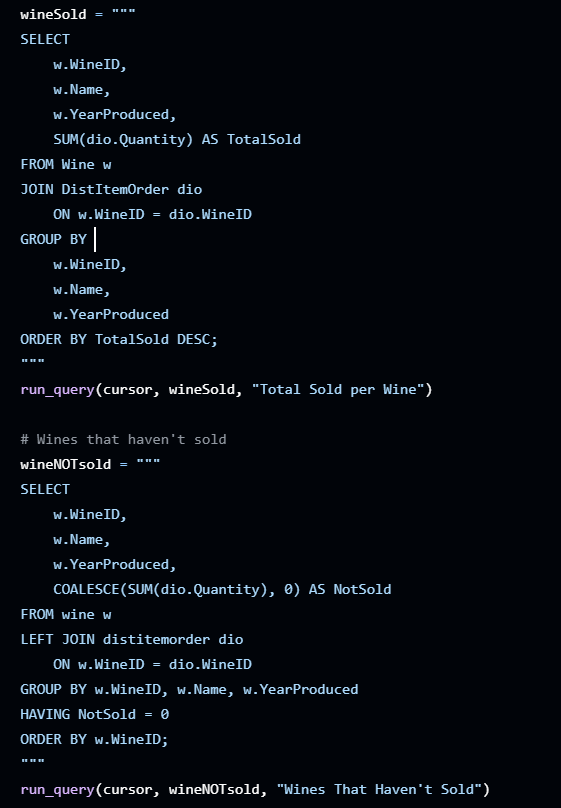 wineSold = """
SELECT
    w.WineID,
    w.Name,
    w.YearProduced,
    SUM(dio.Quantity) AS TotalSold
FROM Wine w
JOIN DistItemOrder dio
    ON w.WineID = dio.WineID
GROUP BY
    w.WineID,
    w.Name,
    w.YearProduced
ORDER BY TotalSold DESC;
"""
run_query(cursor, wineSold, "Total Sold per Wine")

# Wines that haven't sold
wineNOTsold = """
SELECT
    w.WineID,
    w.Name,
    w.YearProduced,
    COALESCE(SUM(dio.Quantity), 0) AS NotSold
FROM wine w
LEFT JOIN distitemorder dio
    ON w.WineID = dio.WineID
GROUP BY w.WineID, w.Name, w.YearProduced
HAVING NotSold = 0
ORDER BY w.WineID;
"""
run_query(cursor, wineNOTsold, "Wines That Haven't Sold")